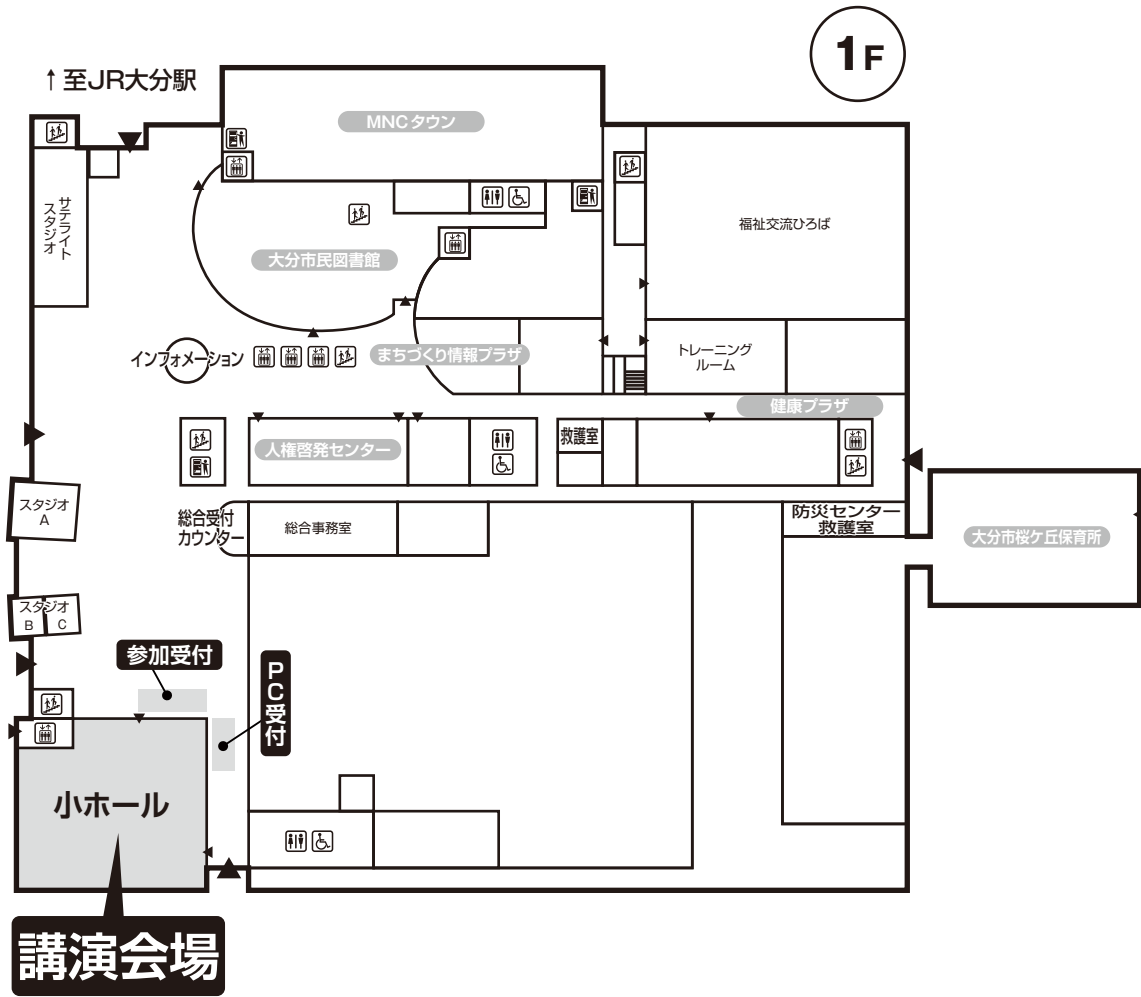 1F
↑至JR大分駅
MNCタウン
サテライト
スタジオ
福祉交流ひろば
大分市民図書館
インフォメーション
まちづくり情報プラザ
トレーニング
ルーム
健康プラザ
人権啓発センター
救護室
スタジオ
A
総合受付
カウンター
総合事務室
防災センター
救護室
大分市桜ケ丘保育所
スタジオ
B C
参加受付
PC受付
小ホール
講演会場